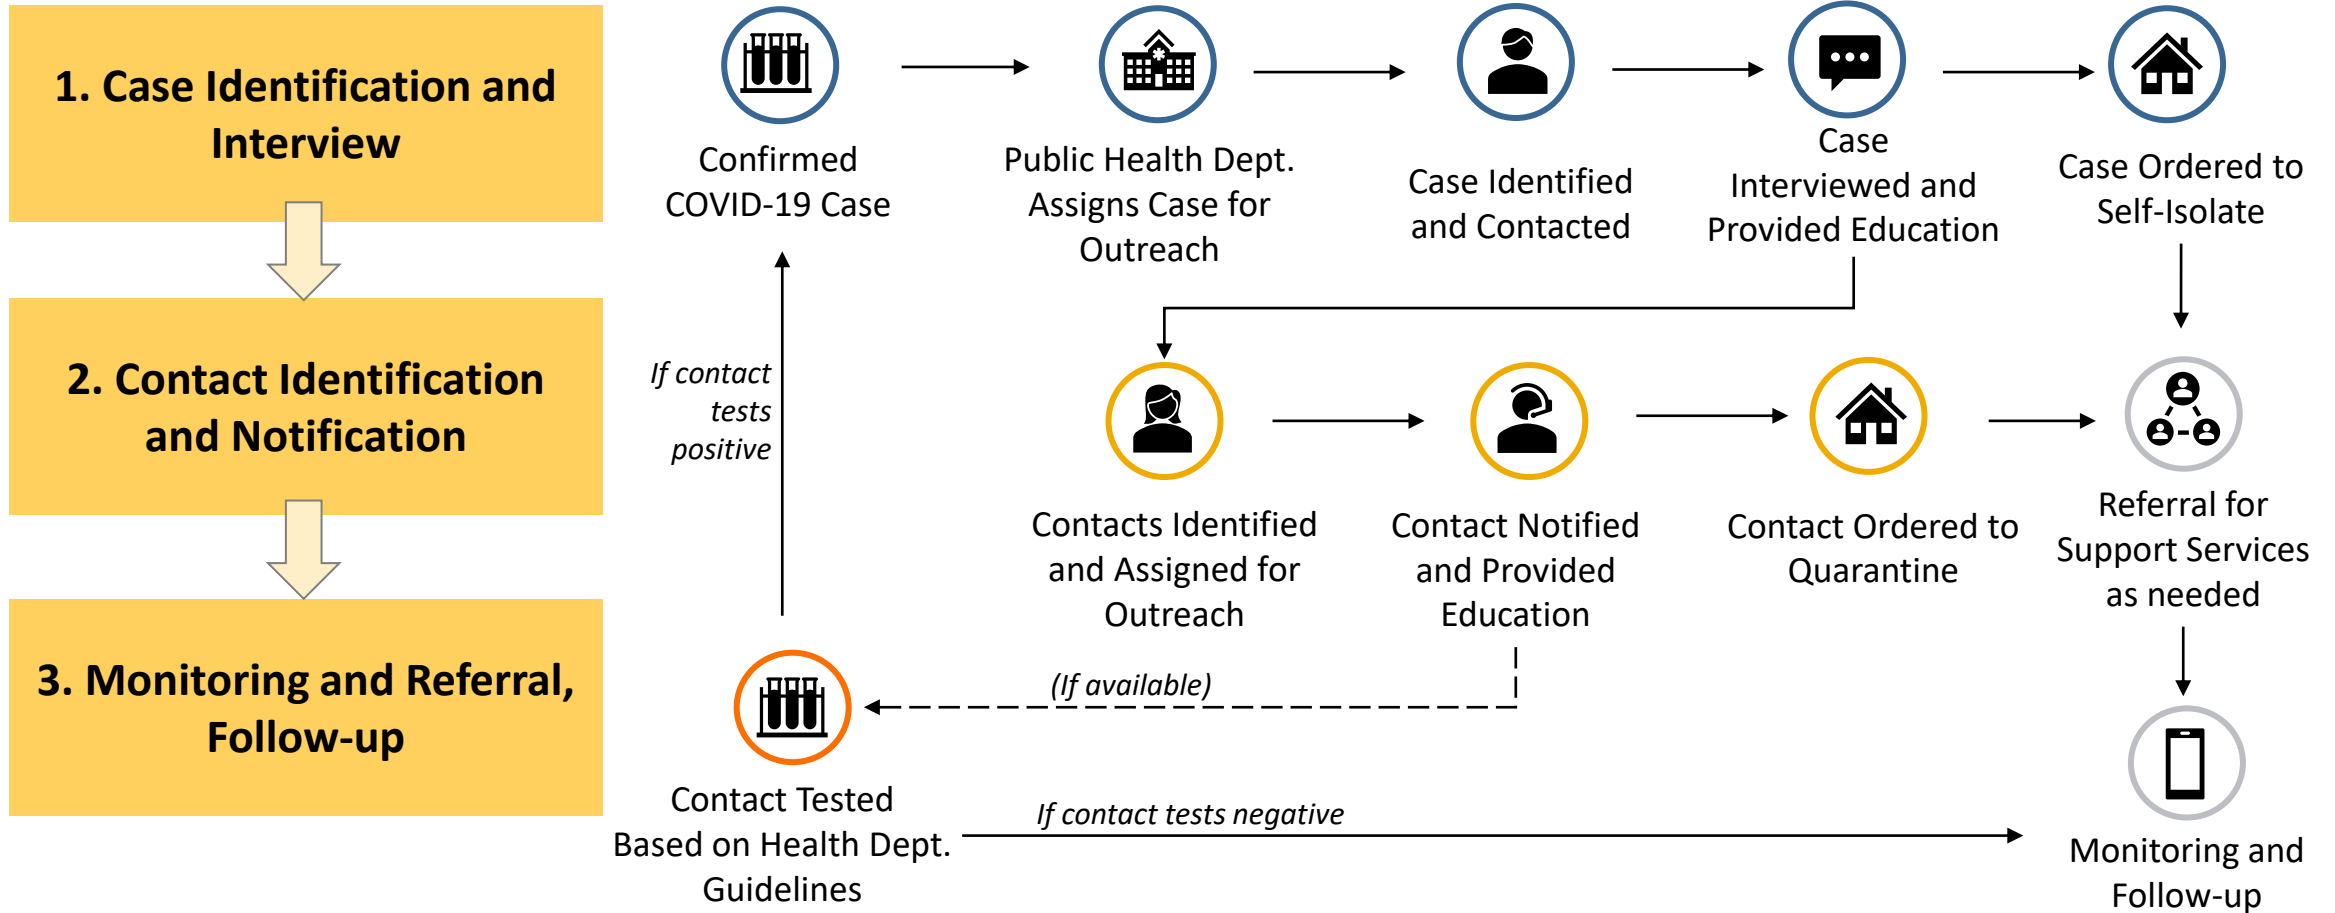 1. Case Identification and
Interview
Confirmed
COVID-19 Case
Public Health Dept.
Assigns Case for
Outreach
Case Identified
and Contacted
Case
Interviewed and
Provided Education
Case Ordered to
Self-Isolate
2. Contact Identification
and Notification
If contact
tests
positive
Contacts Identified
and Assigned for
Outreach
Contact Notified
and Provided
Education
Contact Ordered to
Quarantine
Referral for
Support Services
as needed
3. Monitoring and Referral,
Follow-up
(If available)
Contact Tested
Based on Health Dept.
Guidelines
If contact tests negative
Monitoring and
Follow-up